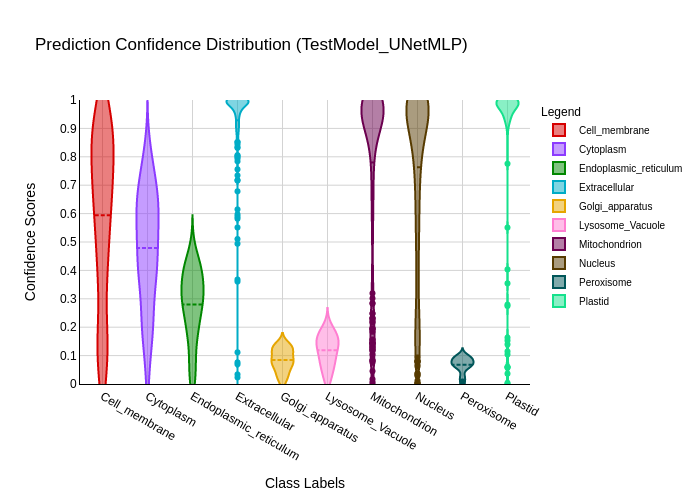 Prediction Confidence Distribution (TestModel_UNetMLP)
Confidence Scores
1
0.9
0.8
0.7
0.6
0.5
0.4
0.3
0.2
0.1
0
Cell_membrane
Cytoplasm
Endoplasmic_reticulum
Extracellular
Golgi_apparatus
Lysosome_Vacuole
Mitochondrion
Nucleus
Peroxisome
Plastid
Class Labels
Legend
Cell_membrane
Cytoplasm
Endoplasmic_reticulum
Extracellular
Golgi_apparatus
Lysosome_Vacuole
Mitochondrion
Nucleus
Peroxisome
Plastid